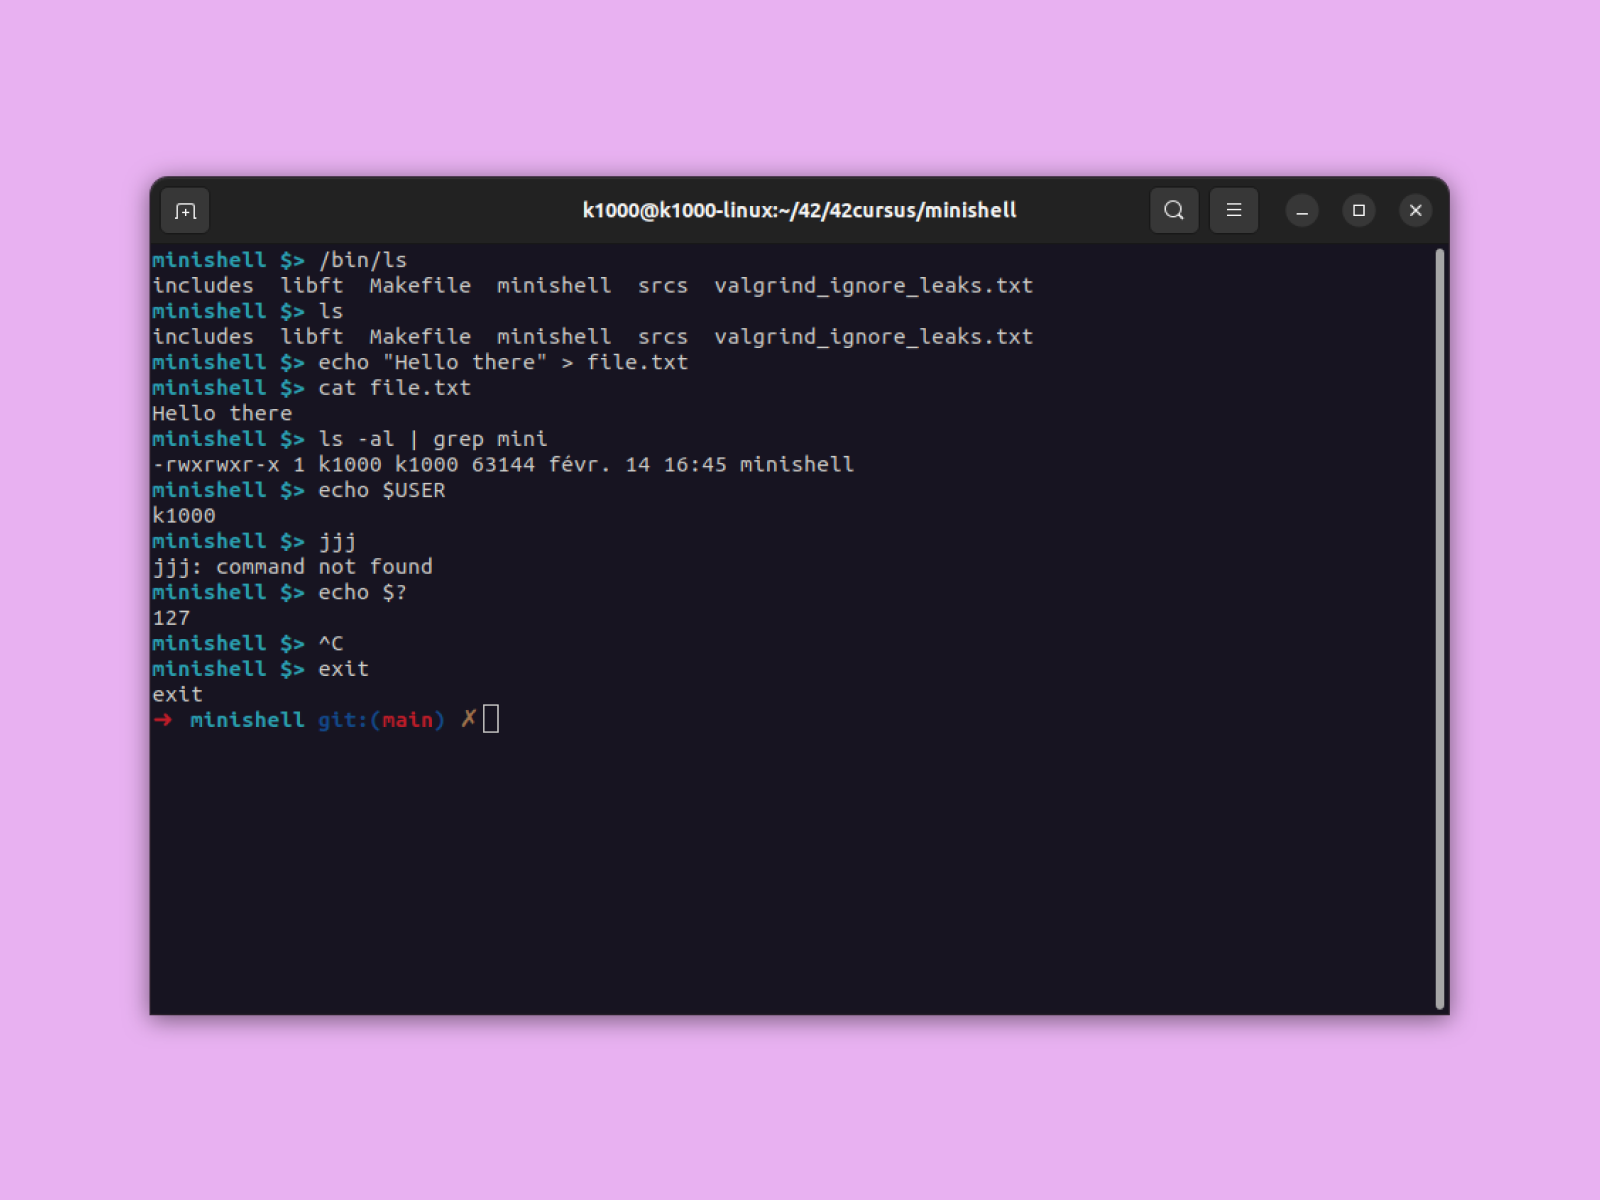 k1000@k1000-linux:~/42/42cursus/minishell
minishell $> /bin/ls
includes  libft  Makefile  minishell  srcs  valgrind_ignore_leaks.txt
minishell $> ls
includes  libft  Makefile  minishell  srcs  valgrind_ignore_leaks.txt
minishell $> echo "Hello there" > file.txt
minishell $> cat file.txt
Hello there
minishell $> ls -al | grep mini
-rwxrwxr-x 1 k1000 k1000 63144 févr. 14 16:45 minishell
minishell $> echo $USER
k1000
minishell $> jjj
jjj: command not found
minishell $> echo $?
127
minishell $> ^C
minishell $> exit
exit
➜  minishell git:(main) ✗